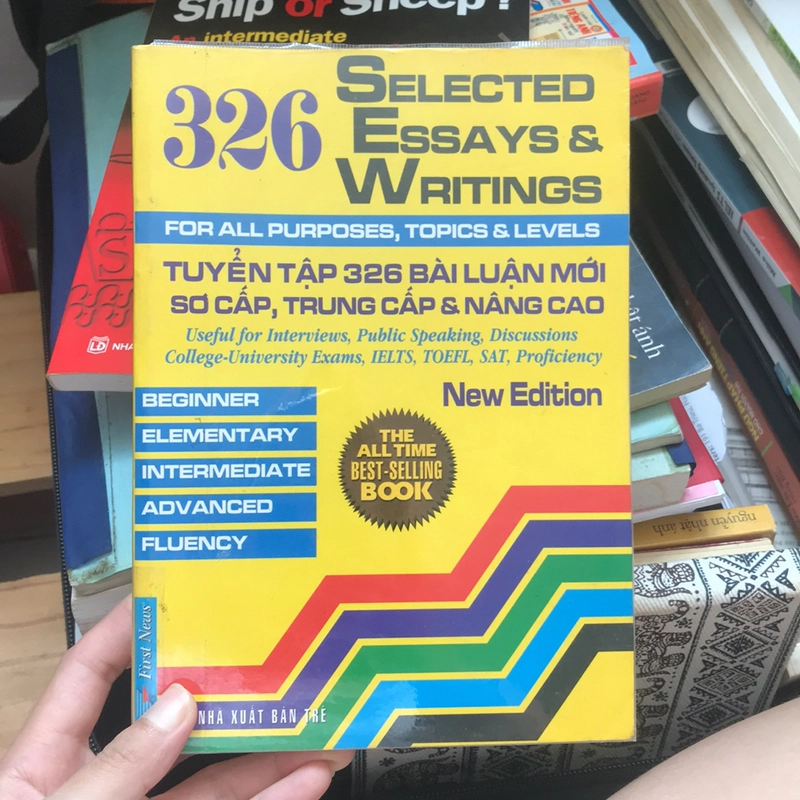 Ship or Sheep?
An intermediate
326
SELECTED
ESSAYS &
WRITINGS
FOR ALL PURPOSES, TOPICS & LEVELS
TUYỂN TẬP 326 BÀI LUẬN MỚI
SƠ CẤP, TRUNG CẤP & NÂNG CAO
Useful for Interviews, Public Speaking, Discussions
College-University Exams, IELTS, TOEFL, SAT, Proficiency
New Edition
BEGINNER
ELEMENTARY
INTERMEDIATE
ADVANCED
FLUENCY
THE
ALL TIME
BEST-SELLING
BOOK
First News
NHÀ XUẤT BẢN TRẺ
LD
NHÀ
nguyễn nhật ánh